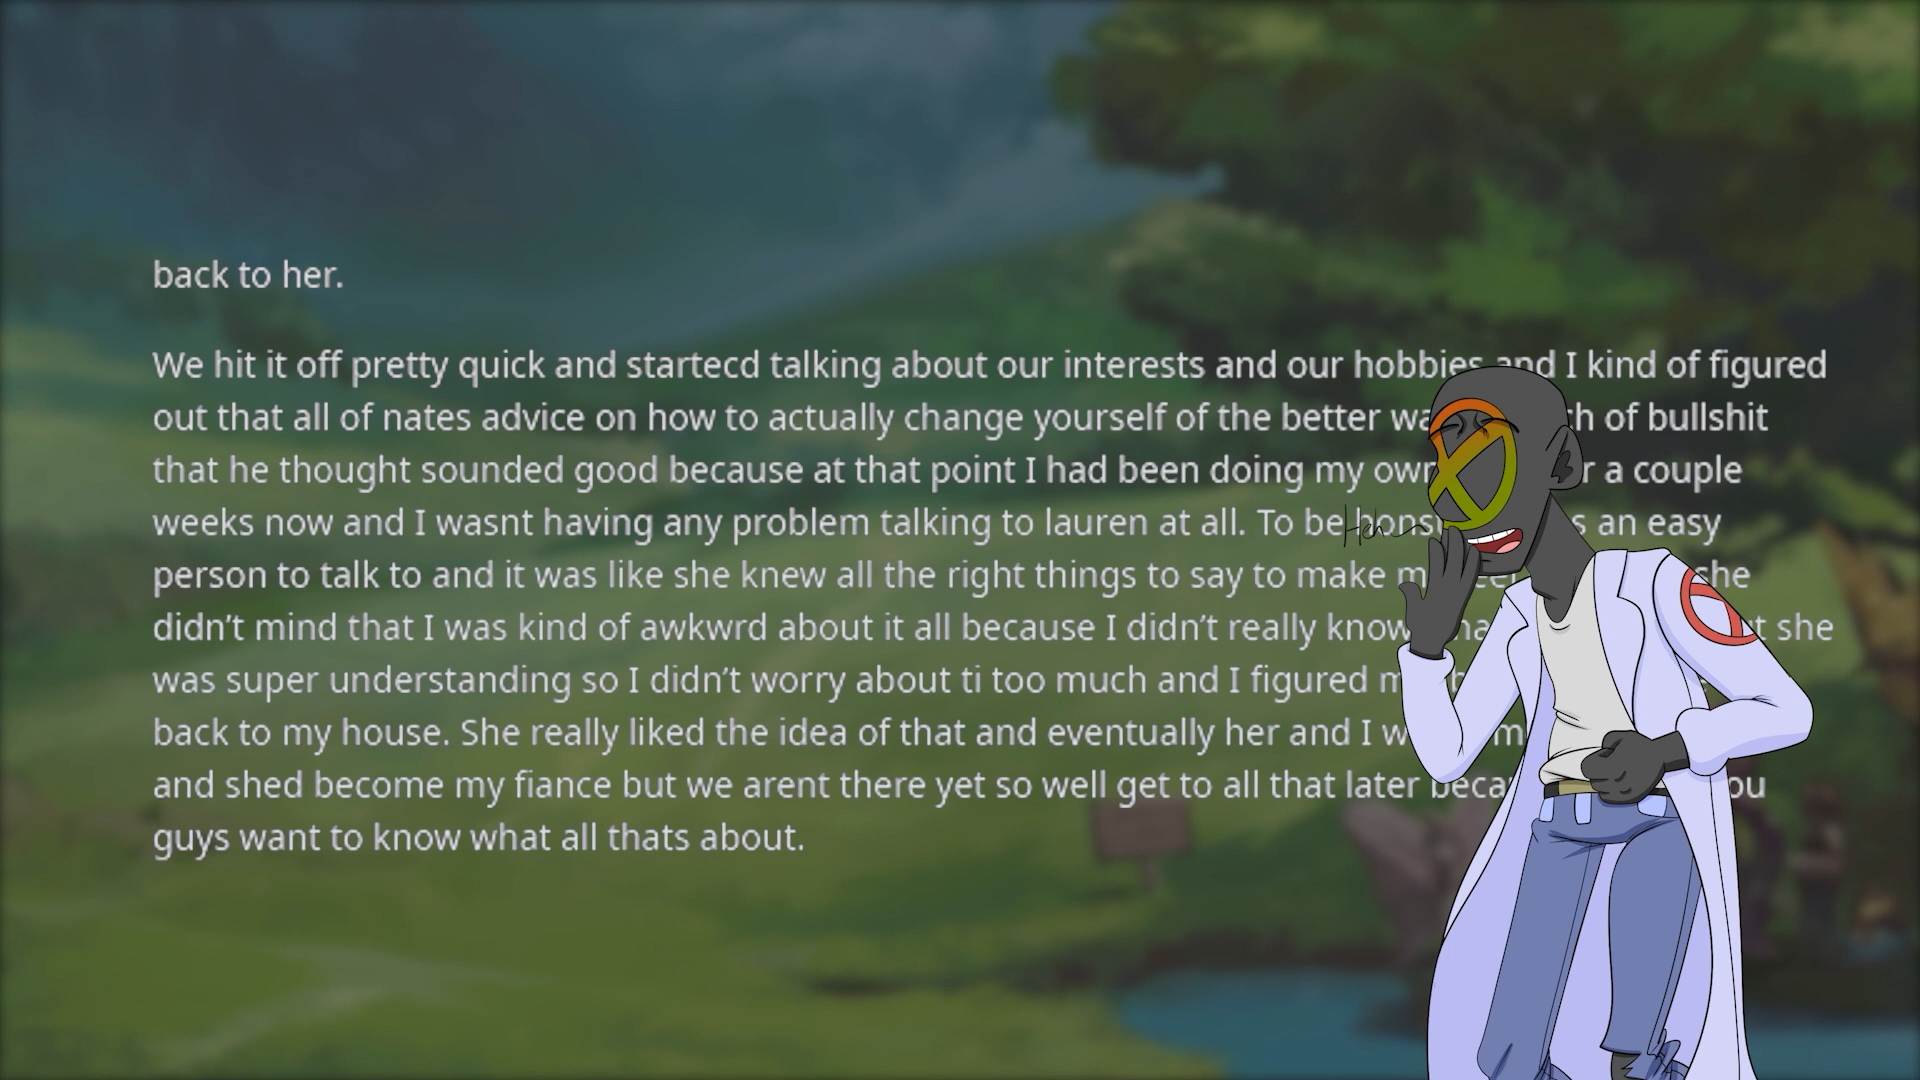 back to her.
We hit it off pretty quick and startecd talking about our interests and our hobbies and I kind of figured
out that all of nates advice on how to actually change yourself of the better of bullshit
that he thought sounded good because at that point I had been doing my own a couple
weeks now and I wasnt having any problem talking to lauren at all. To be an easy
person to talk to and it was like she knew all the right things to say to make she
didn't mind that I was kind of awkwrd about it all because I didn't really know she
was super understanding so I didn't worry about ti too much and I figured
back to my house. She really liked the idea of that and eventually her and I
and shed become my fiance but we arent there yet so well get to all that later
guys want to know what all thats about.
Heh